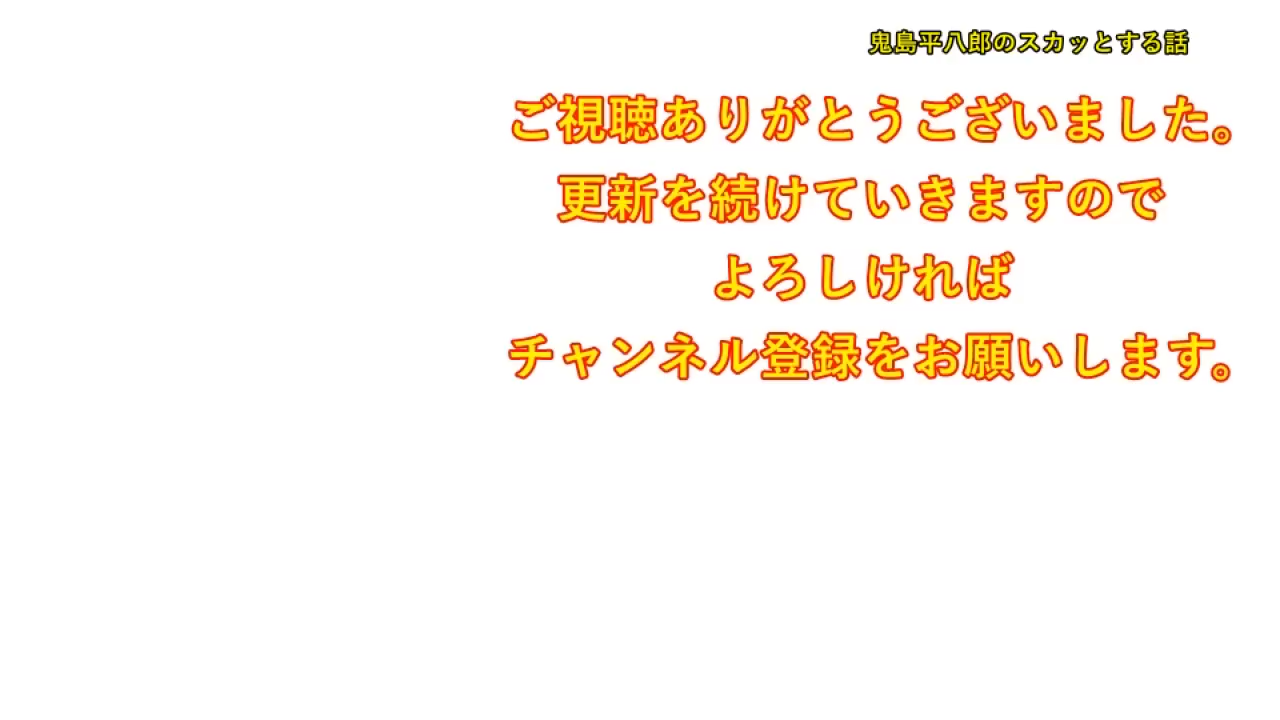 鬼島平八郎のスカッとする話
ご視聴ありがとうございました。
更新を続けていきますので
よろしければ
チャンネル登録をお願いします。